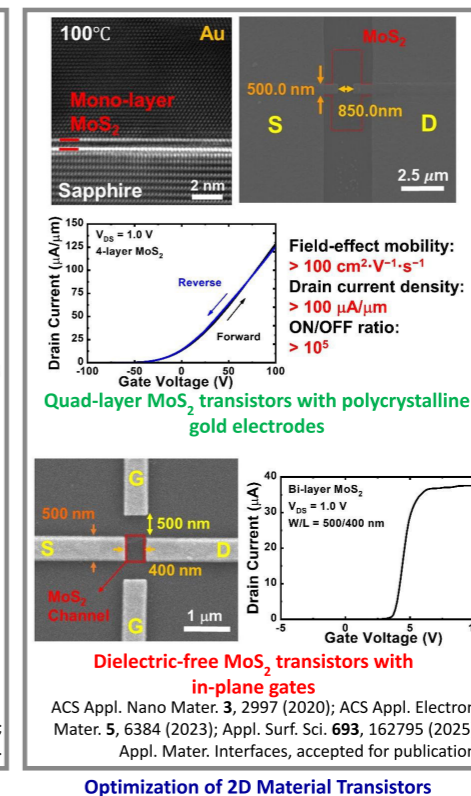 100°C
Au
Mono-layer
MoS2
Sapphire
2 nm
MoS2
500.0 nm
850.0nm
S
D
2.5 μm
Drain Current (μA/μm)
150
125
100
75
50
25
0
VDS = 1.0 V
4-layer MoS2
Reverse
Forward
-100
-50
0
50
100
Gate Voltage (V)
Field-effect mobility:
> 100 cm²·V⁻¹·s⁻¹
Drain current density:
> 100 μA/μm
ON/OFF ratio:
> 10⁵
Quad-layer MoS2 transistors with polycrystalline
gold electrodes
G
500 nm
500 nm
S
D
400 nm
MoS2
Channel
G
1 μm
Drain Current (μA)
40
30
20
10
0
Bi-layer MoS2
VDS = 1.0 V
W/L = 500/400 nm
-5
0
5
Gate Voltage (V)
Dielectric-free MoS2 transistors with
in-plane gates
ACS Appl. Nano Mater. 3, 2997 (2020); ACS Appl. Electron
Mater. 5, 6384 (2023); Appl. Surf. Sci. 693, 162795 (2025
Appl. Mater. Interfaces, accepted for publication
Optimization of 2D Material Transistors